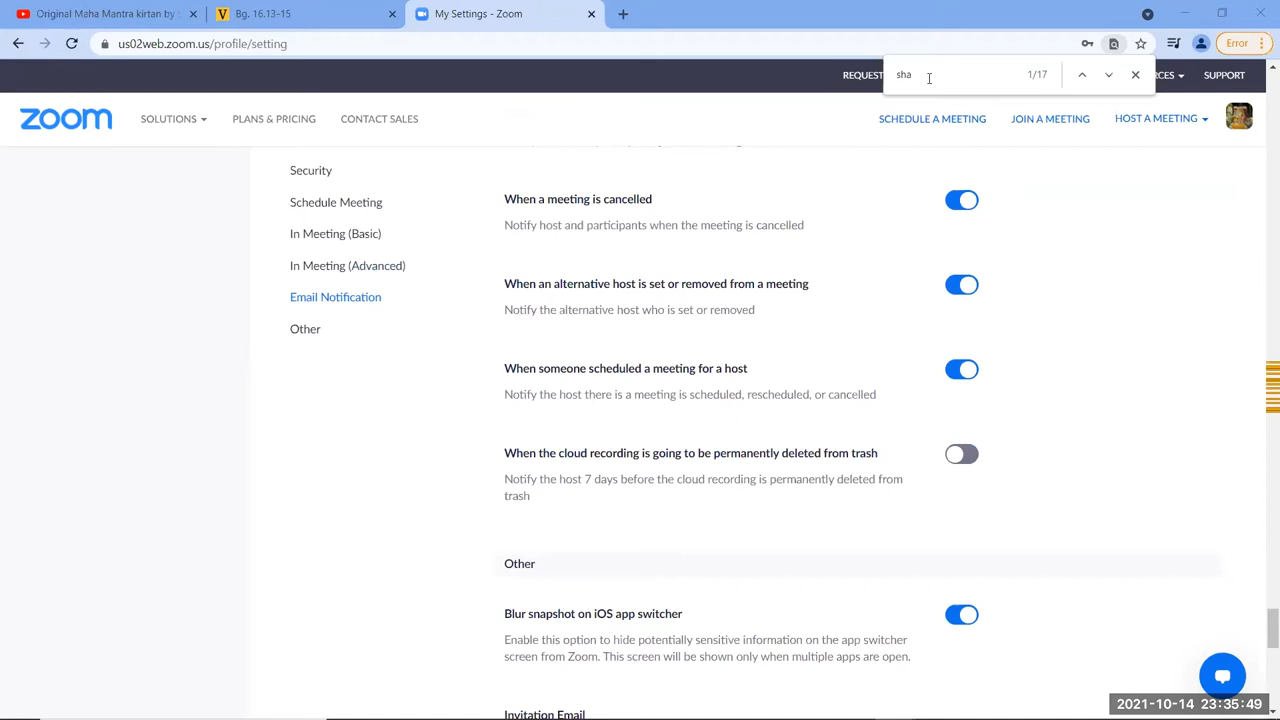 Original Maha Mantra kirtan by
Bg. 16.13-15
My Settings - Zoom
us02web.zoom.us/profile/setting
Error
sha
1/17
REQUEST
RCES
SUPPORT
zoom
SOLUTIONS
PLANS & PRICING
CONTACT SALES
SCHEDULE A MEETING
JOIN A MEETING
HOST A MEETING
Security
Schedule Meeting
In Meeting (Basic)
In Meeting (Advanced)
Email Notification
Other
When a meeting is cancelled
Notify host and participants when the meeting is cancelled
When an alternative host is set or removed from a meeting
Notify the alternative host who is set or removed
When someone scheduled a meeting for a host
Notify the host there is a meeting is scheduled, rescheduled, or cancelled
When the cloud recording is going to be permanently deleted from trash
Notify the host 7 days before the cloud recording is permanently deleted from
trash
Other
Blur snapshot on iOS app switcher
Enable this option to hide potentially sensitive information on the app switcher
screen from Zoom. This screen will be shown only when multiple apps are open.
Invitation Email
2021-10-14 23:35:49